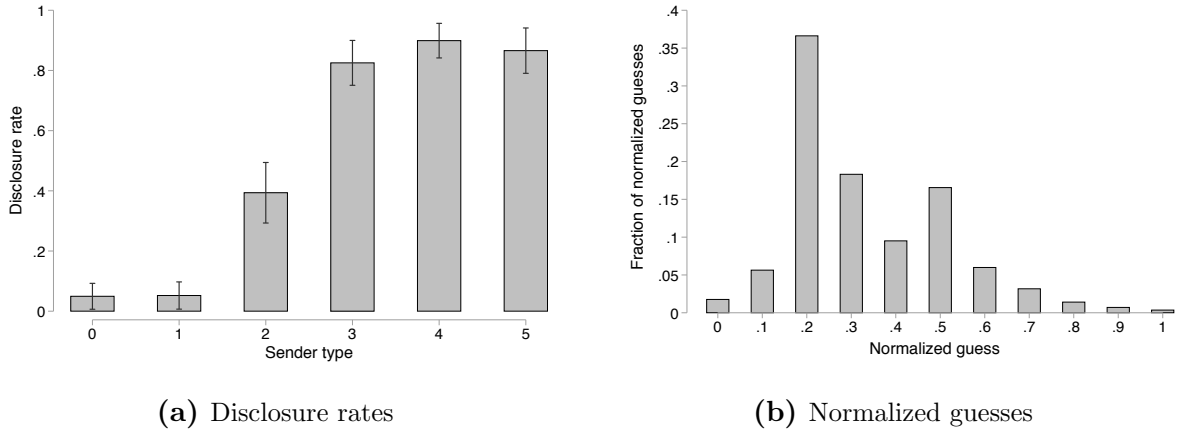 1
.8
.6
.4
.2
0
Disclosure rate
0 1 2 3 4 5
Sender type
(a) Disclosure rates
.4
.35
.3
.25
.2
.15
.1
.05
0
Fraction of normalized guesses
0 .1 .2 .3 .4 .5 .6 .7 .8 .9 1
Normalized guess
(b) Normalized guesses